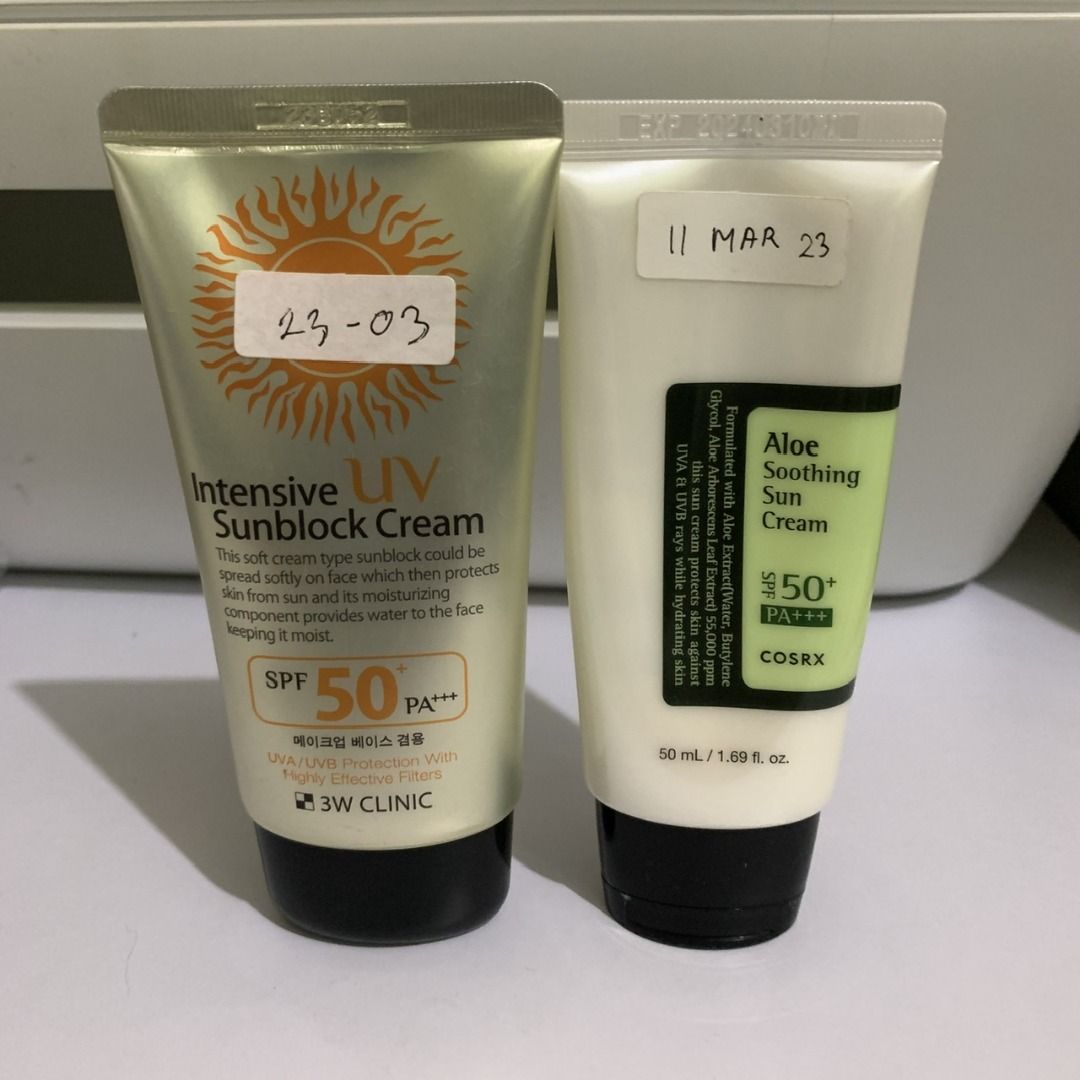 23-03
Intensive UV
Sunblock Cream
This soft cream type sunblock could be
spread softly on face which then protects
skin from sun and its moisturizing
component provides water to the face
keeping it moist.
SPF 50+ PA+++
메이크업 베이스 겸용
UVA/UVB Protection With
Highly Effective Filters
3W CLINIC
EXP 20240310
11 MAR 23
Formulated with Aloe Extract(Water, Butylene
Glycol, Aloe Arborescens Leaf Extract) 55,000 ppm
this sun cream protects skin against
UVA & UVB rays while hydrating skin
Aloe
Soothing
Sun
Cream
SPF 50+
PA+++
COSRX
50 mL / 1.69 fl. oz.